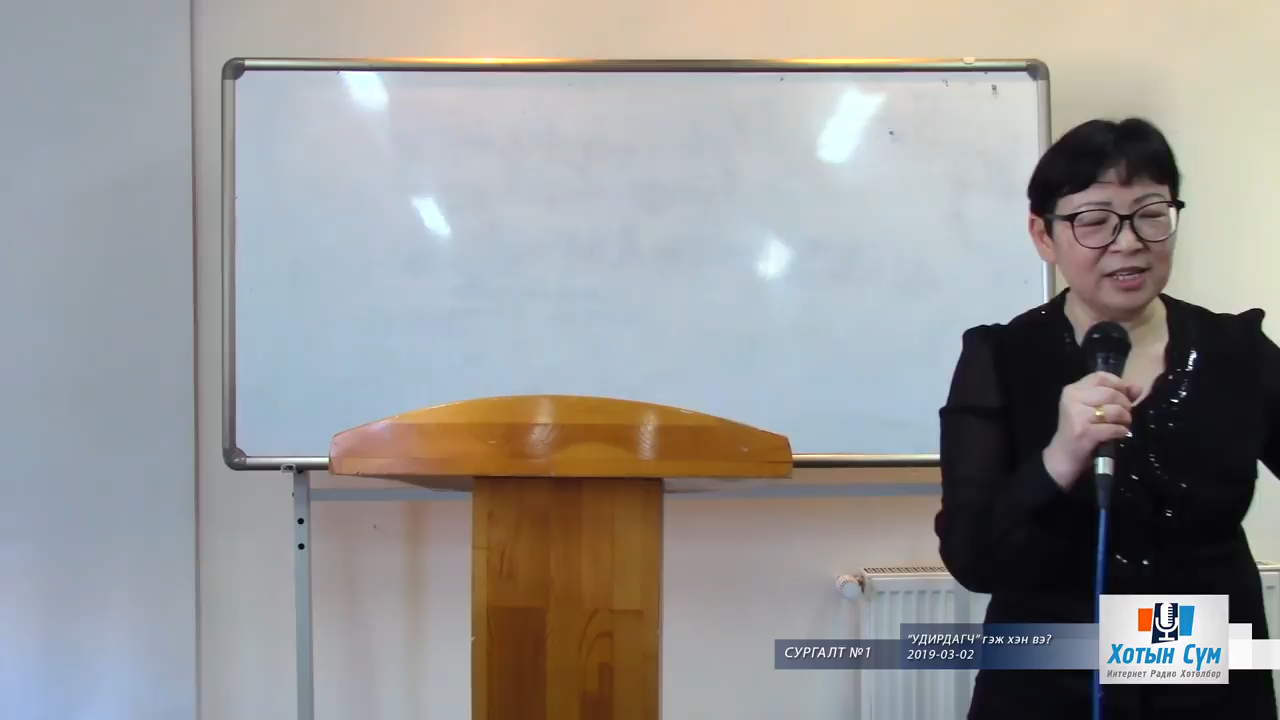 СУРГАЛТ №1
"УДИРДАГЧ" гэж хэн вэ?
2019-03-02
Хотын Сүм
Интернет Радио Хөтөлбөр